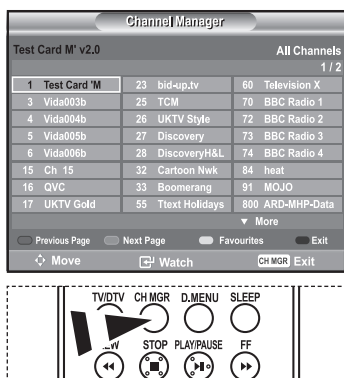 Channel Manager
Test Card M' v2.0 All Channels
1 / 2
1 Test Card 'M 23 bid-up.tv 60 Television X
3 Vida003b 25 TCM 70 BBC Radio 1
4 Vida004b 26 UKTV Style 72 BBC Radio 2
5 Vida005b 27 Discovery 73 BBC Radio 3
6 Vida006b 28 DiscoveryH&L 74 BBC Radio 4
15 Ch 15 32 Cartoon Nwk 84 heat
16 QVC 33 Boomerang 91 MOJO
17 UKTV Gold 55 Ttext Holidays 800 ARD-MHP-Data
More
Previous Page Next Page Favourites Exit
Move Watch CH MGR Exit
TV/DTV CH MGR D.MENU SLEEP
STOP PLAY/PAUSE FF